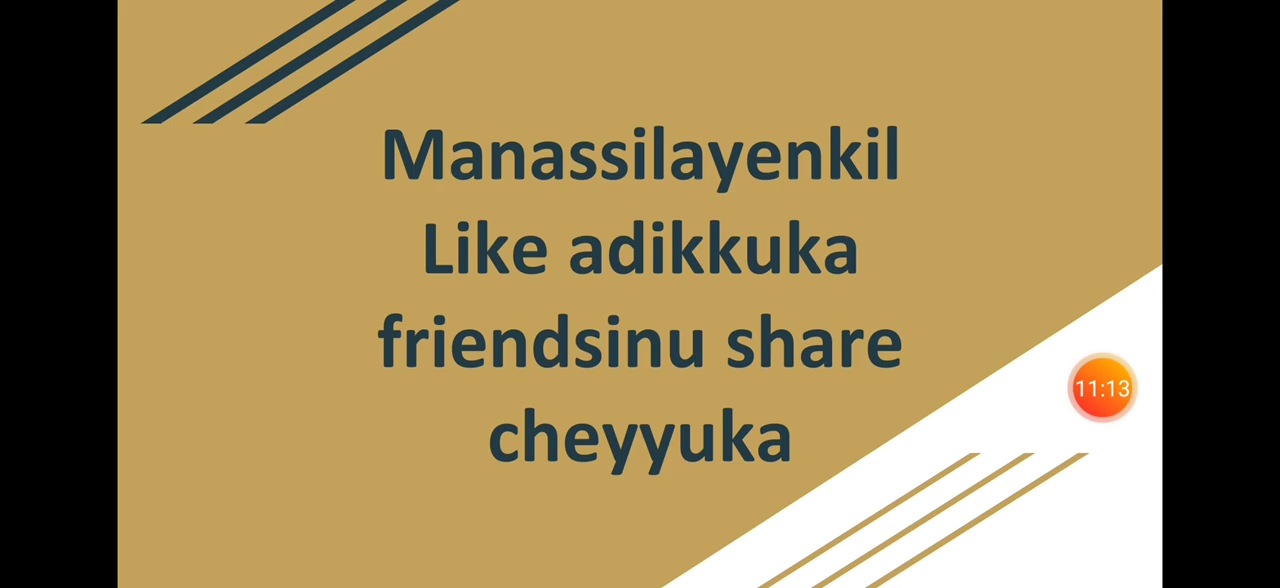 Manassilayenkil
Like adikkuka
friendsinu share
cheyyuka
11:13